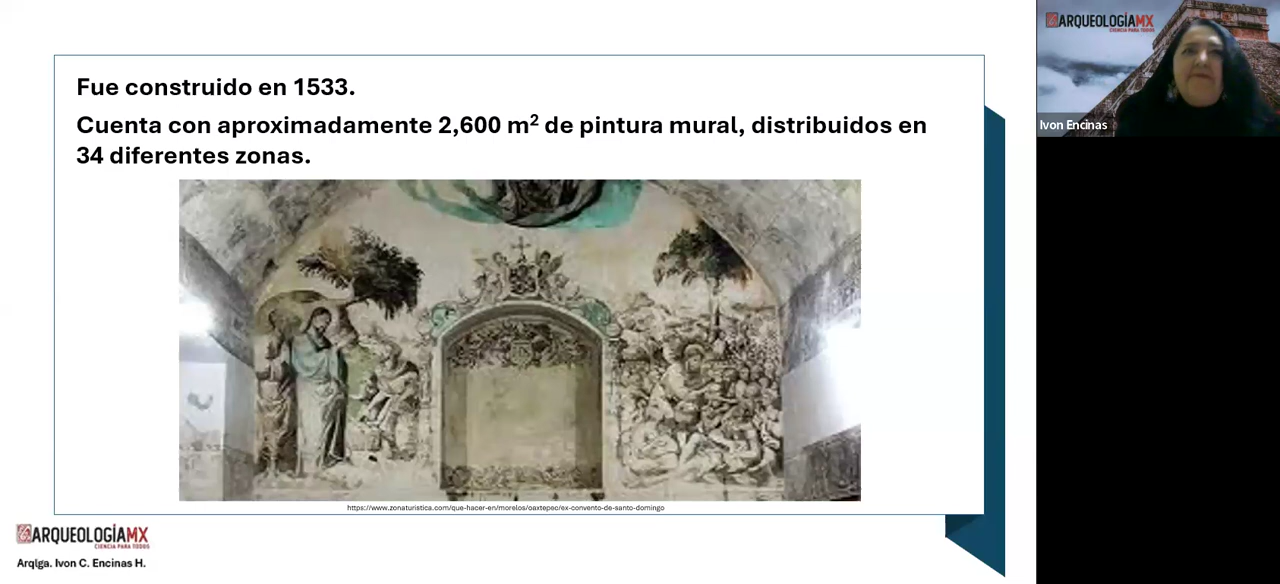 Fue construido en 1533.
Cuenta con aproximadamente 2,600 m² de pintura mural, distribuidos en
34 diferentes zonas.
https://www.zonaturistica.com/que-hacer-en/morelos/oaxtepec/ex-convento-de-santo-domingo
ARQUEOLOGÍAMX
CIENCIA PARA TODOS
Arqlga. Ivon C. Encinas H.
ARQUEOLOGÍAMX
CIENCIA PARA TODOS
Ivon Encinas